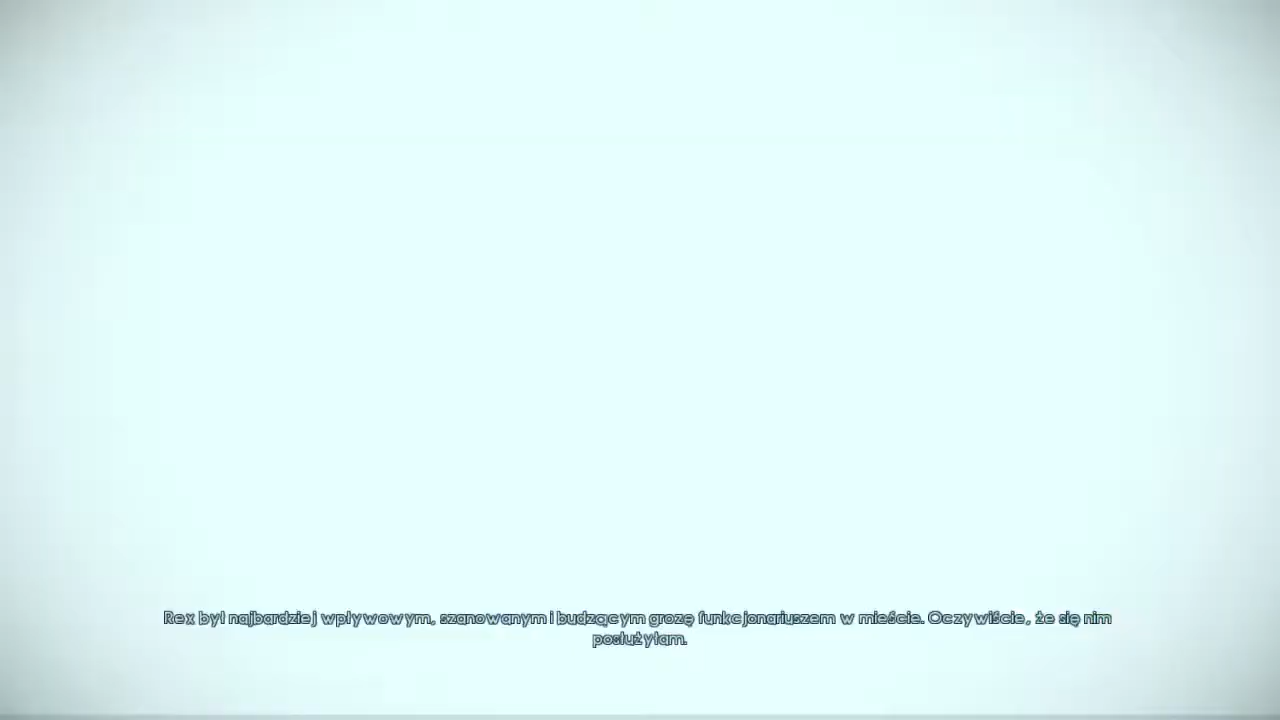 Rex był najbardziej wpływowym, szanowanym i budzącym grozę funkcjonariuszem w mieście. Oczywiście, że się nim
posłużyłam.